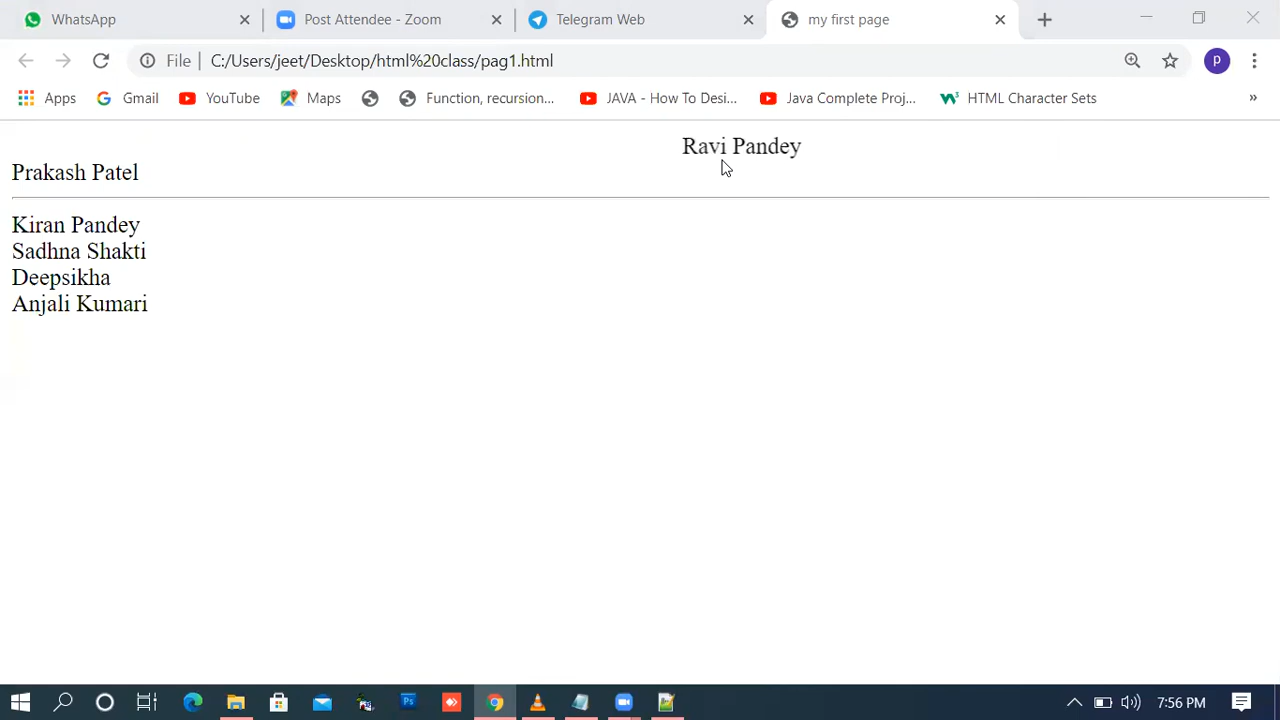 WhatsApp
Post Attendee - Zoom
Telegram Web
my first page
File
C:/Users/jeet/Desktop/html%20class/pag1.html
p
Apps
Gmail
YouTube
Maps
Function, recursion...
JAVA - How To Desi...
Java Complete Proj...
HTML Character Sets
»
Ravi Pandey
Prakash Patel
Kiran Pandey
Sadhna Shakti
Deepsikha
Anjali Kumari
Ps
7:56 PM